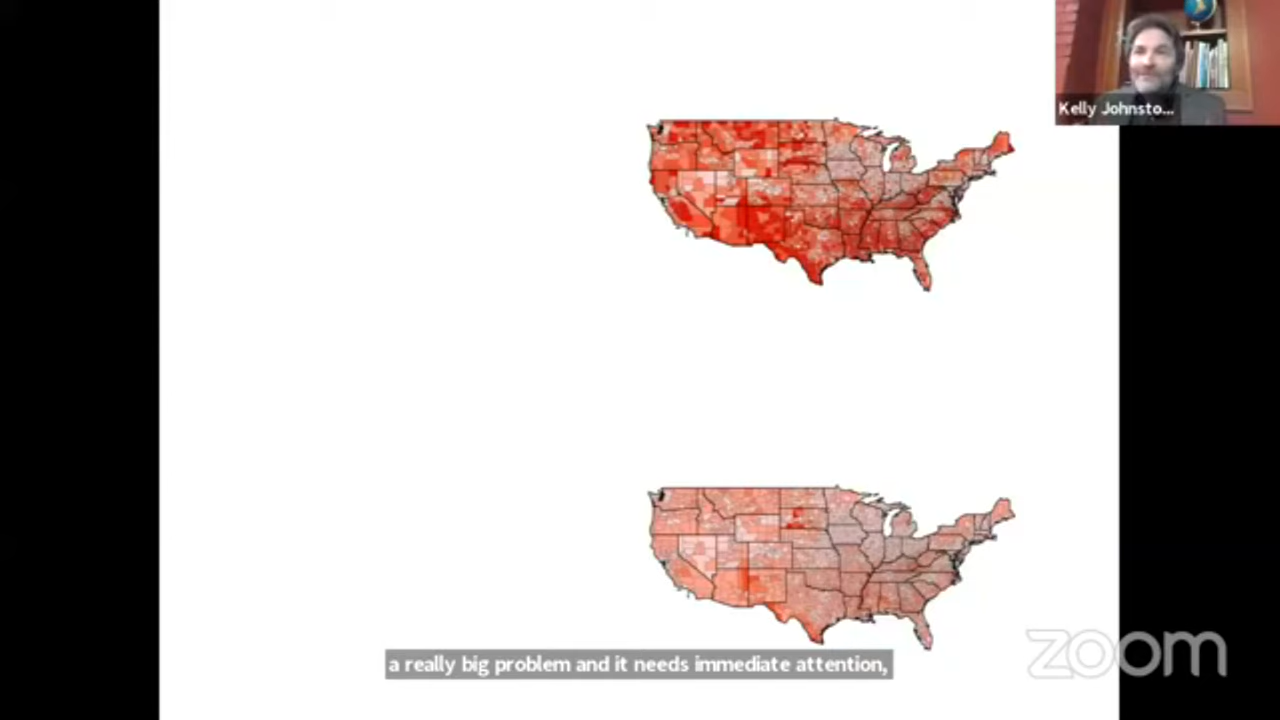 Kelly Johnsto...
a really big problem and it needs immediate attention,
zoom